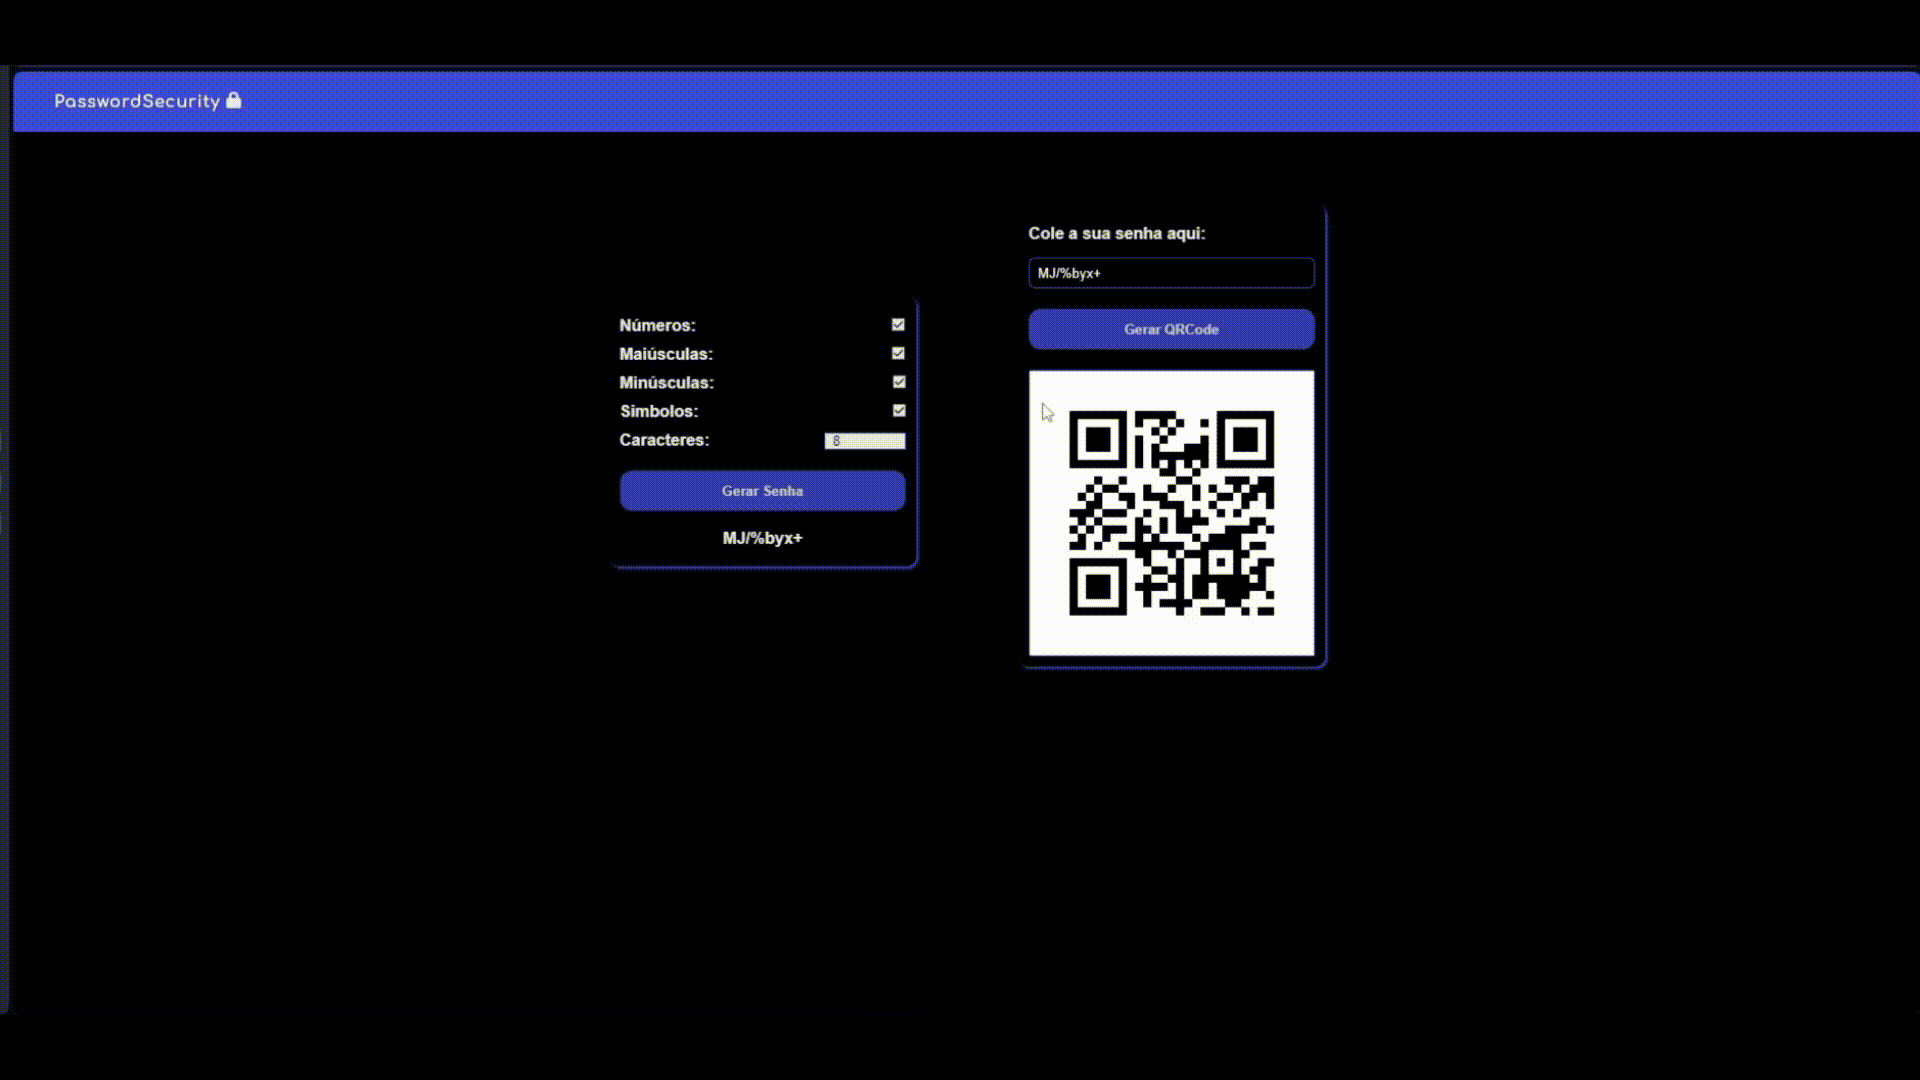 PasswordSecurity
Números:
Maiúsculas:
Minúsculas:
Simbolos:
Caracteres: 8
Gerar Senha
MJ/%byx+
Cole a sua senha aqui:
MJ/%byx+
Gerar QRCode